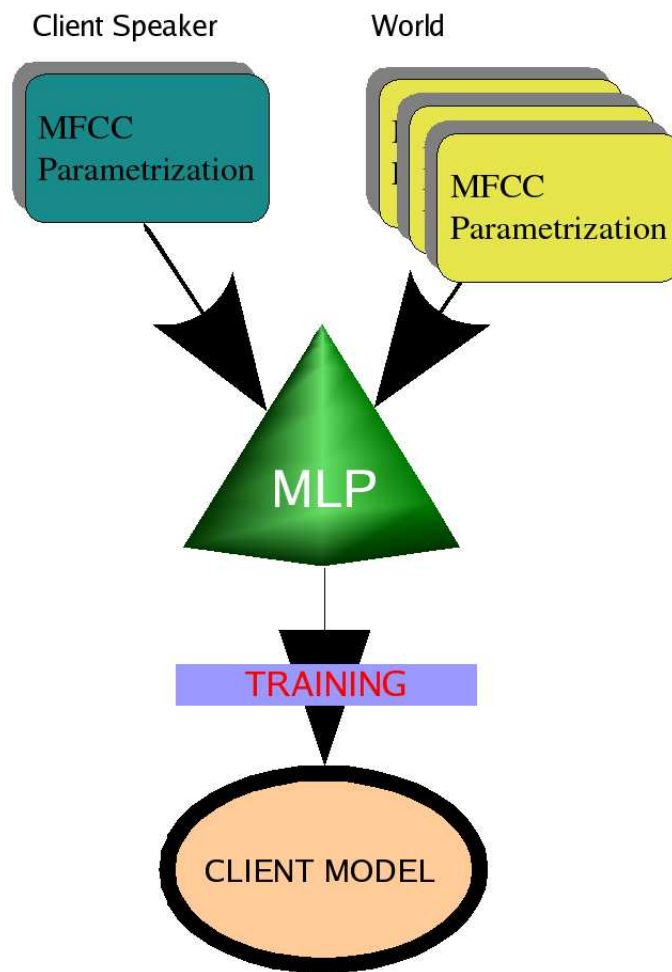 Client Speaker
World
MFCC
Parametrization
MFCC
Parametrization
MLP
TRAINING
CLIENT MODEL